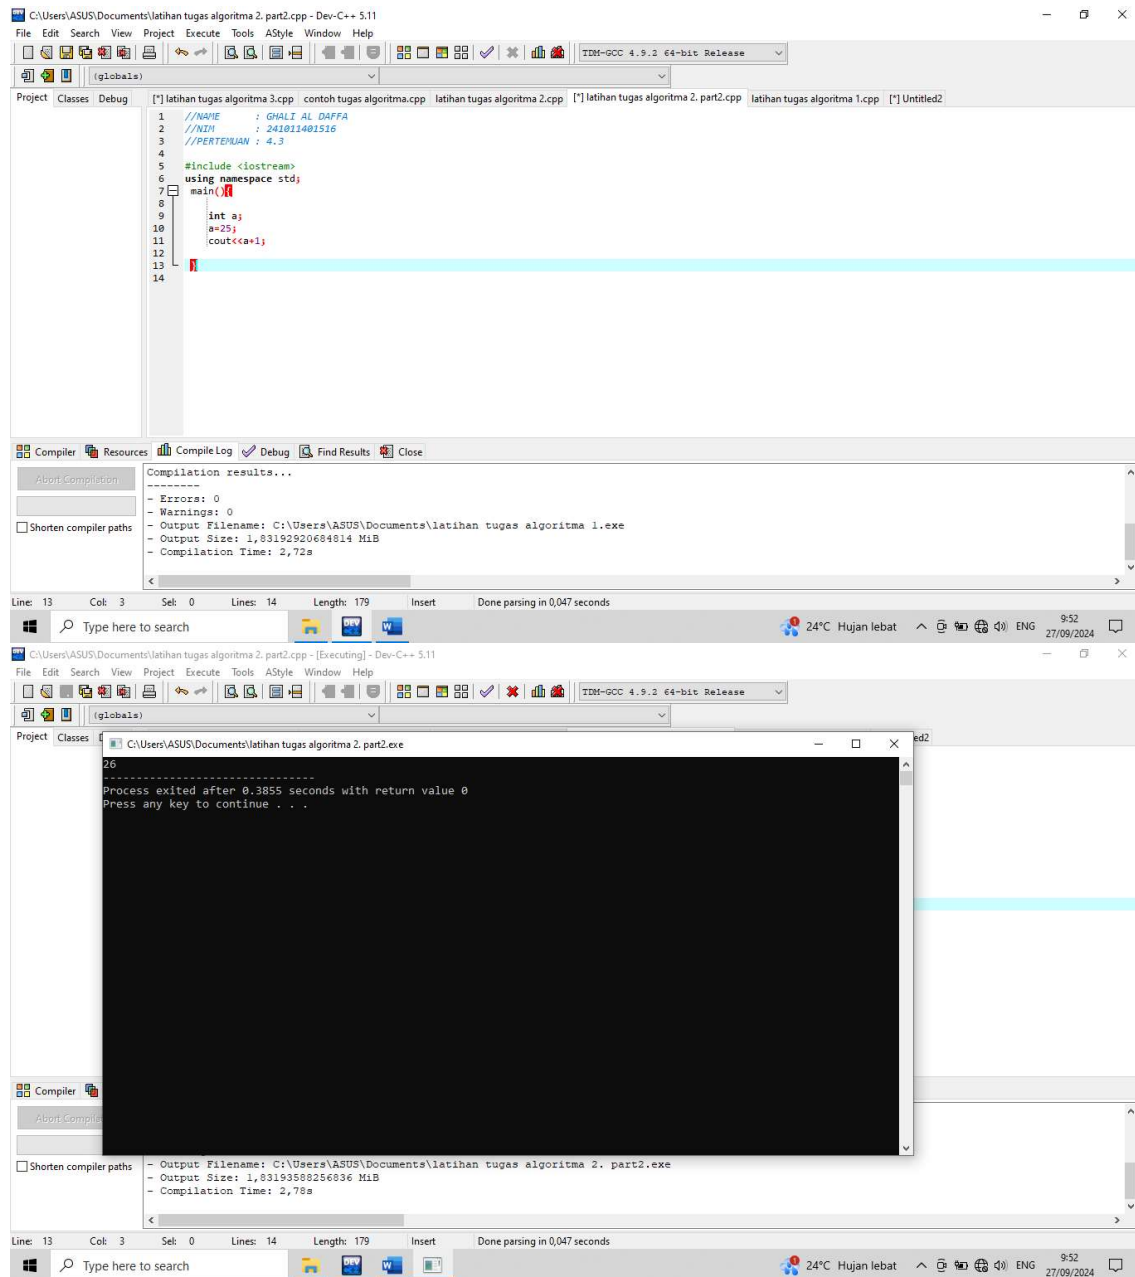 C:\Users\ASUS\Documents\latihan tugas algoritma 2. part2.cpp - Dev-C++ 5.11
File Edit Search View Project Execute Tools AStyle Window Help
TDM-GCC 4.9.2 64-bit Release
(globals)
Project Classes Debug [*] latihan tugas algoritma 3.cpp contoh tugas algoritma.cpp latihan tugas algoritma 2.cpp [*] latihan tugas algoritma 2. part2.cpp latihan tugas algoritma 1.cpp [*] Untitled2
1 //NAME : GHALI AL DAFFA
2 //NIM : 241011401516
3 //PERTEMUAN : 4.3
4
5 #include <iostream>
6 using namespace std;
7 main(){
8
9 int a;
10 a=25;
11 cout<<a+1;
12
13 }
14
Compiler Resources Compile Log Debug Find Results Close
Abort Compilation
Shorten compiler paths
Compilation results...
--------
- Errors: 0
- Warnings: 0
- Output Filename: C:\Users\ASUS\Documents\latihan tugas algoritma 1.exe
- Output Size: 1,83192920684814 MiB
- Compilation Time: 2,72s
Line: 13 Col: 3 Sel: 0 Lines: 14 Length: 179 Insert Done parsing in 0,047 seconds
Type here to search
24°C Hujan lebat ENG 9:52
27/09/2024
C:\Users\ASUS\Documents\latihan tugas algoritma 2. part2.cpp - [Executing] - Dev-C++ 5.11
File Edit Search View Project Execute Tools AStyle Window Help
TDM-GCC 4.9.2 64-bit Release
(globals)
Project Classes D ed2
C:\Users\ASUS\Documents\latihan tugas algoritma 2. part2.exe
26
--------------------------------
Process exited after 0.3855 seconds with return value 0
Press any key to continue . . .
Compiler
Abort Compila
Shorten compiler paths
- Output Filename: C:\Users\ASUS\Documents\latihan tugas algoritma 2. part2.exe
- Output Size: 1,83193588256836 MiB
- Compilation Time: 2,78s
Line: 13 Col: 3 Sel: 0 Lines: 14 Length: 179 Insert Done parsing in 0,047 seconds
Type here to search
24°C Hujan lebat ENG 9:52
27/09/2024